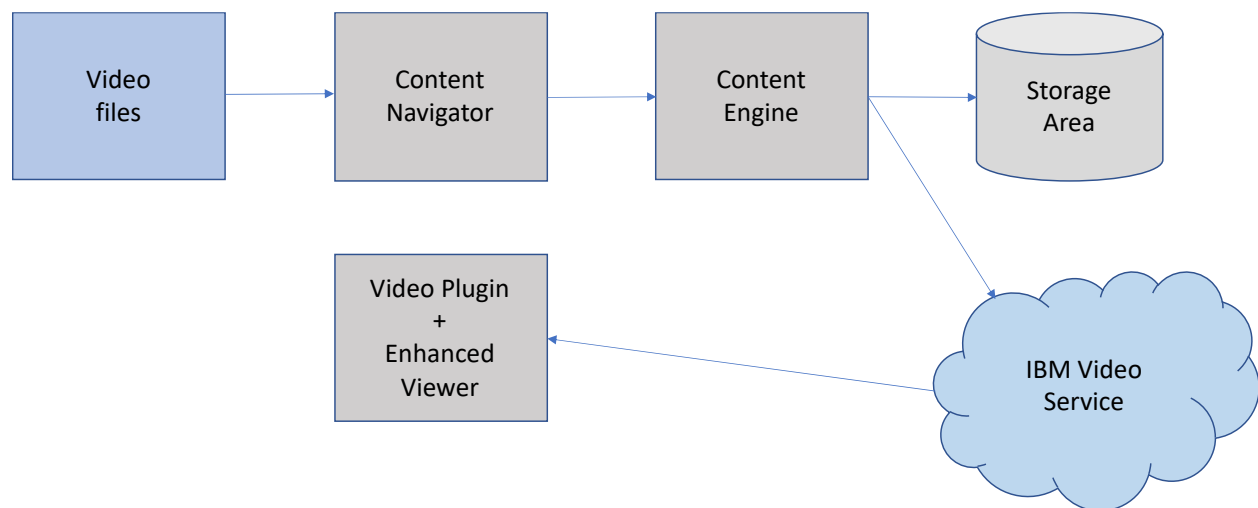 Video
files
Content
Navigator
Content
Engine
Storage
Area
Video Plugin
+
Enhanced
Viewer
IBM Video
Service